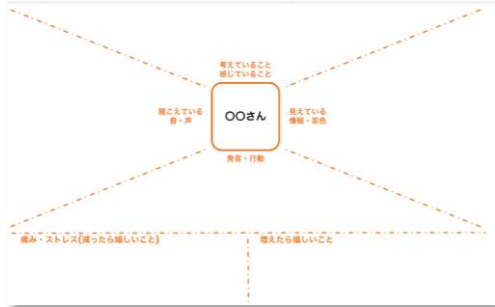 考えていること
感じていること
聞こえている
音・声
〇〇さん
見えている
情報・景色
発言・行動
痛み・ストレス(減ったら嬉しいこと)
増えたら嬉しいこと